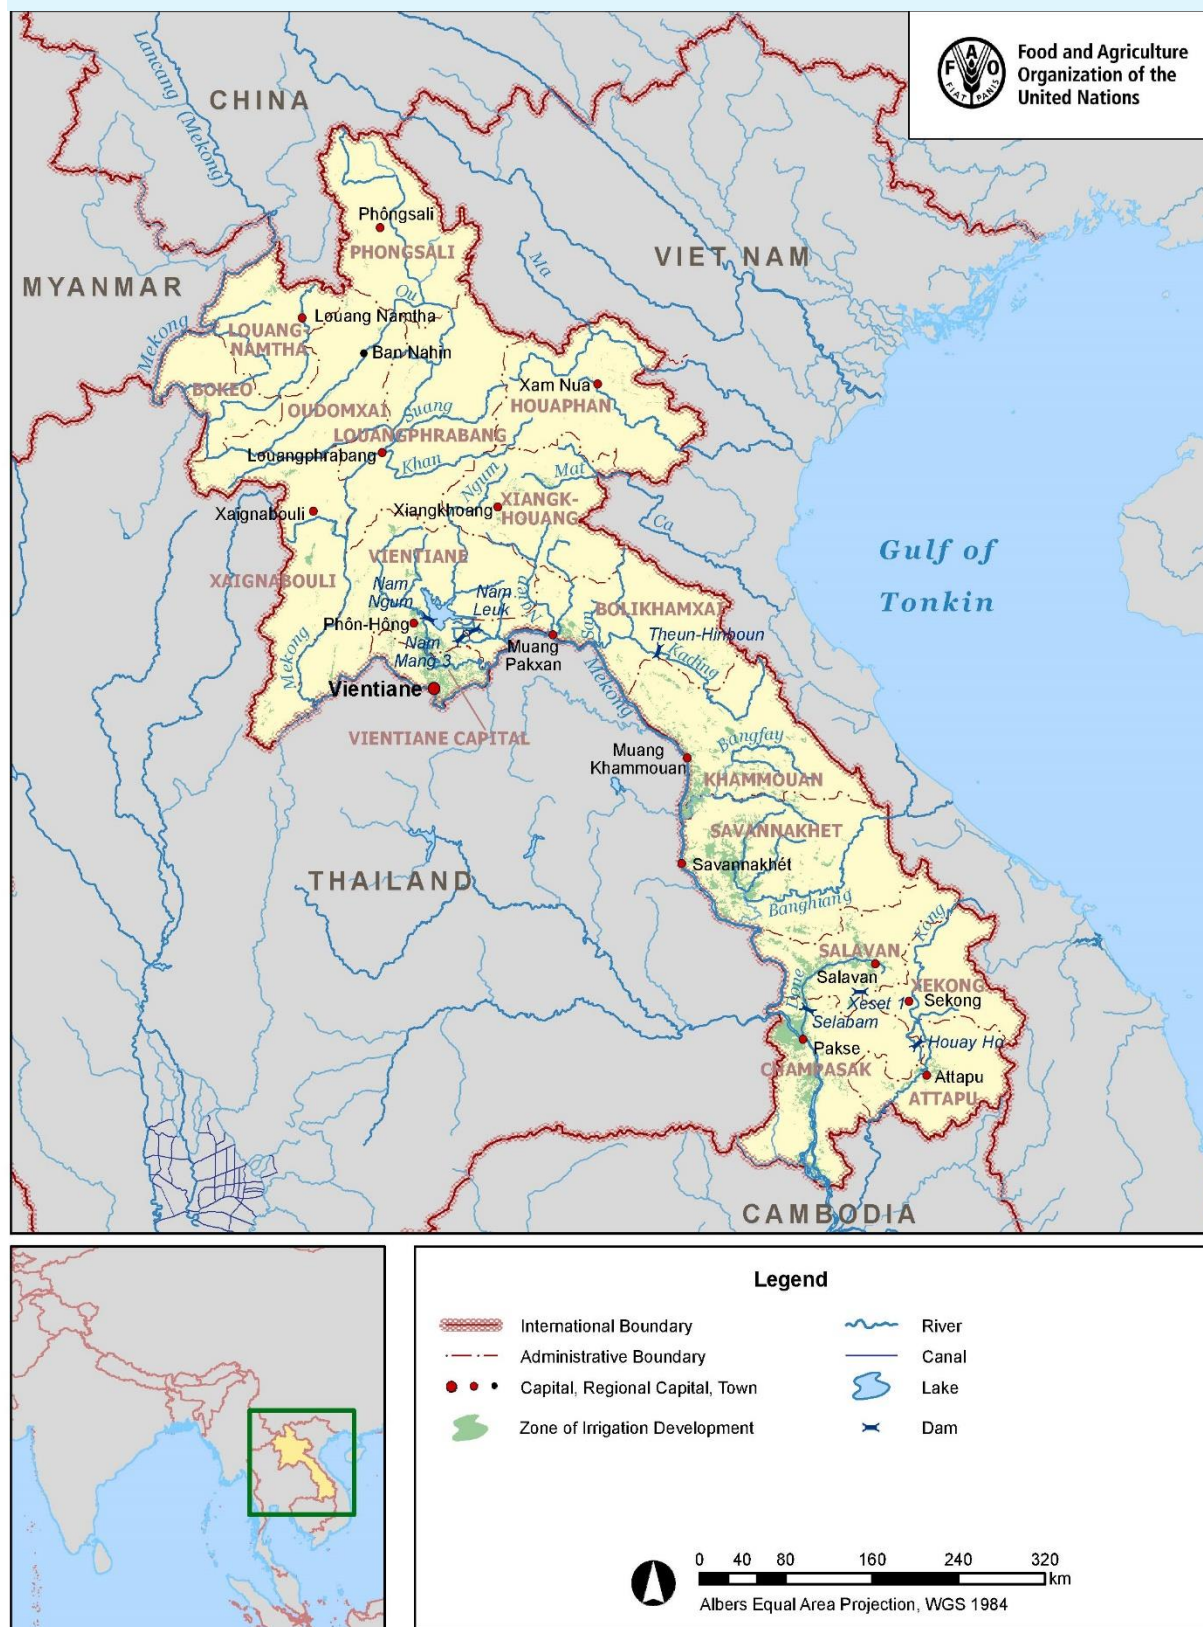 Food and Agriculture
Organization of the
United Nations
F A O
FIAT PANIS
Lancang (Mekong)
CHINA
Phôngsali
PHONGSALI
VIET NAM
Ma
MYANMAR
Mekong
Ou
Louang Namtha
LOUANG-
NAMTHA
Ban Nahin
BOKEO
Xam Nua
HOUAPHAN
OUDOMXAI
Suang
LOUANGPHRABANG
Louangphrabang
Khan
Ngum
Mat
XIANGK-
HOUANG
Xaignabouli
Xiangkhoang
Ca
Gulf of
Tonkin
VIENTIANE
XAIGNABOULI
Nam
Ngum
Nam
Leuk
BOLIKHAMXAI
San
Phôn-Hông
Theun-Hinboun
Nam
Mang 3
Muang
Pakxan
Kading
Mekong
Mekong
Vientiane
VIENTIANE CAPITAL
Bangfay
Muang
Khammouan
KHAMMOUAN
SAVANNAKHET
Savannakhét
THAILAND
Banghiang
Kong
SALAVAN
Salavan
XEKONG
Xeset 1
Sekong
Done
Selabam
Pakse
Houay Ho
CHAMPASAK
Attapu
ATTAPU
CAMBODIA
Legend
International Boundary
Administrative Boundary
Capital, Regional Capital, Town
Zone of Irrigation Development
River
Canal
Lake
Dam
0 40 80 160 240 320
km
Albers Equal Area Projection, WGS 1984